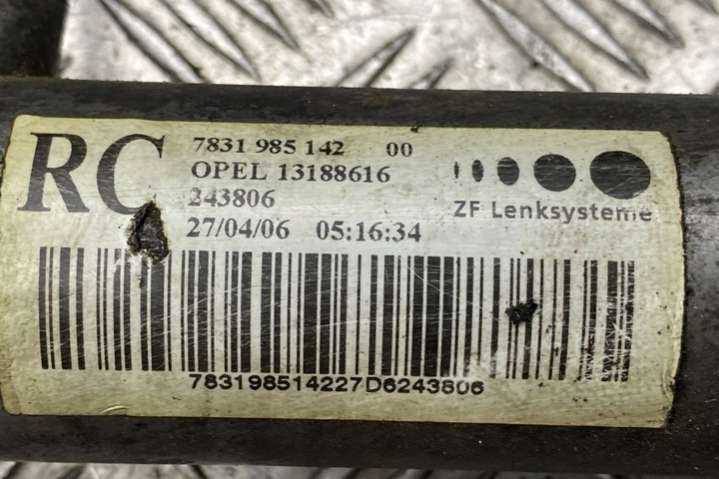 RC
7831 985 142 00
OPEL 13188616
243806
27/04/06 05:16:34
ZF Lenksysteme
783198514227D6243806